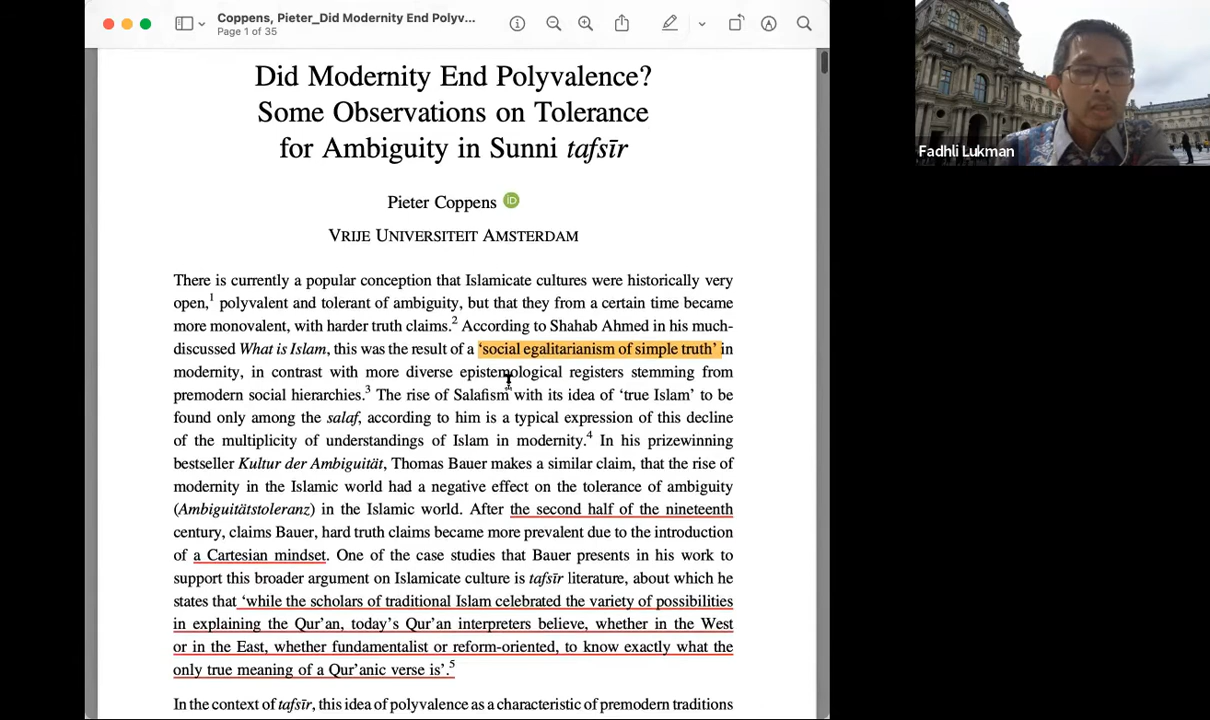 Coppens, Pieter_Did Modernity End Polyv...
Page 1 of 35
Did Modernity End Polyvalence?
Some Observations on Tolerance
for Ambiguity in Sunni tafsīr
Pieter Coppens iD
VRIJE UNIVERSITEIT AMSTERDAM
There is currently a popular conception that Islamicate cultures were historically very
open,1 polyvalent and tolerant of ambiguity, but that they from a certain time became
more monovalent, with harder truth claims.2 According to Shahab Ahmed in his much-
discussed What is Islam, this was the result of a ‘social egalitarianism of simple truth’ in
modernity, in contrast with more diverse epistemological registers stemming from
premodern social hierarchies.3 The rise of Salafism with its idea of ‘true Islam’ to be
found only among the salaf, according to him is a typical expression of this decline
of the multiplicity of understandings of Islam in modernity.4 In his prizewinning
bestseller Kultur der Ambiguität, Thomas Bauer makes a similar claim, that the rise of
modernity in the Islamic world had a negative effect on the tolerance of ambiguity
(Ambiguitätstoleranz) in the Islamic world. After the second half of the nineteenth
century, claims Bauer, hard truth claims became more prevalent due to the introduction
of a Cartesian mindset. One of the case studies that Bauer presents in his work to
support this broader argument on Islamicate culture is tafsīr literature, about which he
states that ‘while the scholars of traditional Islam celebrated the variety of possibilities
in explaining the Qur’an, today’s Qur’an interpreters believe, whether in the West
or in the East, whether fundamentalist or reform-oriented, to know exactly what the
only true meaning of a Qur’anic verse is’.5
In the context of tafsīr, this idea of polyvalence as a characteristic of premodern traditions
Fadhli Lukman